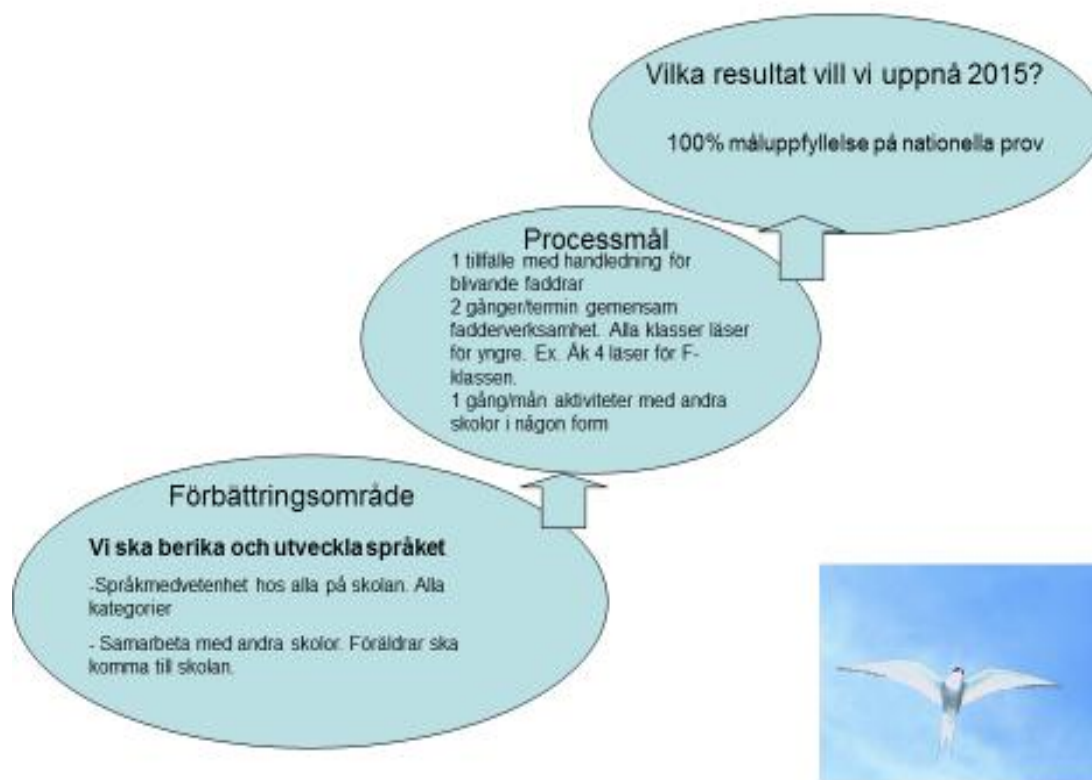 Vilka resultat vill vi uppnå 2015?
100% måluppfyllelse på nationella prov
Processmål
1 tillfälle med handledning för
blivande faddrar
2 gånger/termin gemensam
fadderverksamhet. Alla klasser läser
för yngre. Ex. Åk 4 läser för F-
klassen.
1 gång/mån aktiviteter med andra
skolor i någon form
Förbättringsområde
Vi ska berika och utveckla språket
-Språkmedvetenhet hos alla på skolan. Alla
kategorier
- Samarbeta med andra skolor. Föräldrar ska
komma till skolan.